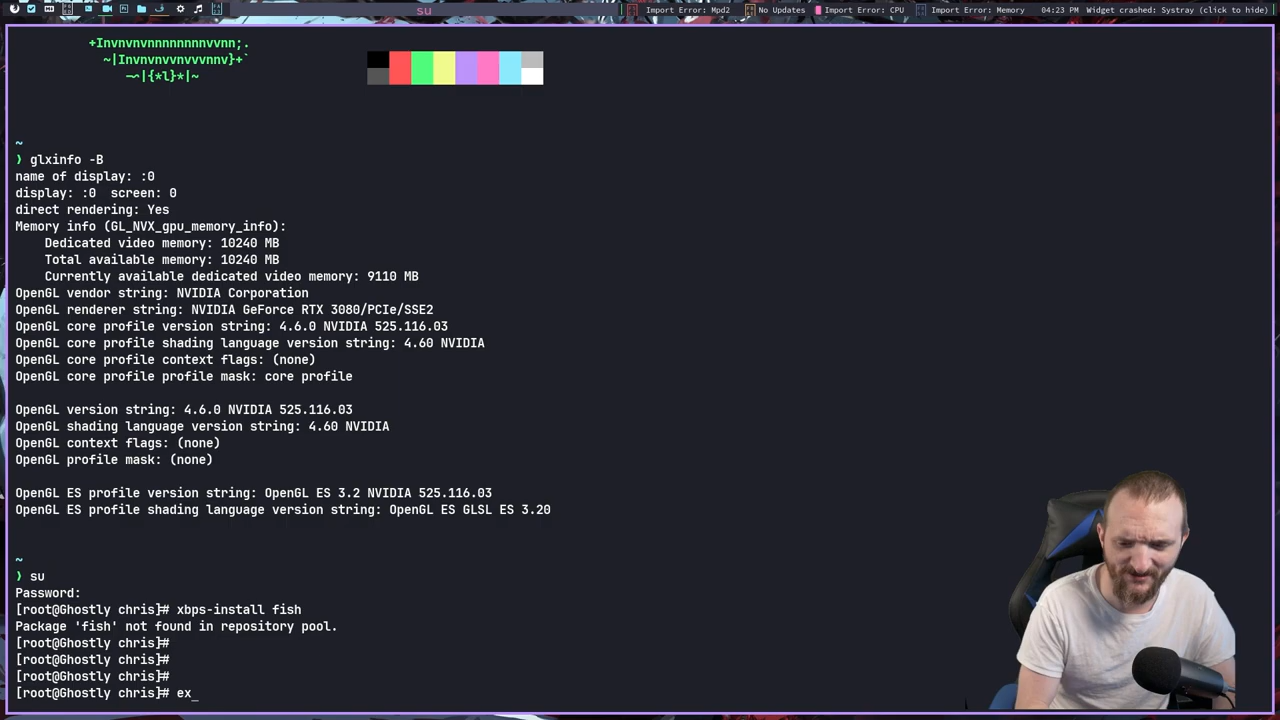 su
Import Error: Mpd2
No Updates
Import Error: CPU
Import Error: Memory
04:23 PM
Widget crashed: Systray (click to hide)
+Invnvnvnnnnnnnnvvnn;.
~|Invnvnvvnvvvnnv}+`
~~|{*l}*|~
~
❯ glxinfo -B
name of display: :0
display: :0  screen: 0
direct rendering: Yes
Memory info (GL_NVX_gpu_memory_info):
    Dedicated video memory: 10240 MB
    Total available memory: 10240 MB
    Currently available dedicated video memory: 9110 MB
OpenGL vendor string: NVIDIA Corporation
OpenGL renderer string: NVIDIA GeForce RTX 3080/PCIe/SSE2
OpenGL core profile version string: 4.6.0 NVIDIA 525.116.03
OpenGL core profile shading language version string: 4.60 NVIDIA
OpenGL core profile context flags: (none)
OpenGL core profile profile mask: core profile
OpenGL version string: 4.6.0 NVIDIA 525.116.03
OpenGL shading language version string: 4.60 NVIDIA
OpenGL context flags: (none)
OpenGL profile mask: (none)
OpenGL ES profile version string: OpenGL ES 3.2 NVIDIA 525.116.03
OpenGL ES profile shading language version string: OpenGL ES GLSL ES 3.20
~
❯ su
Password:
[root@Ghostly chris]# xbps-install fish
Package 'fish' not found in repository pool.
[root@Ghostly chris]#
[root@Ghostly chris]#
[root@Ghostly chris]#
[root@Ghostly chris]# ex_